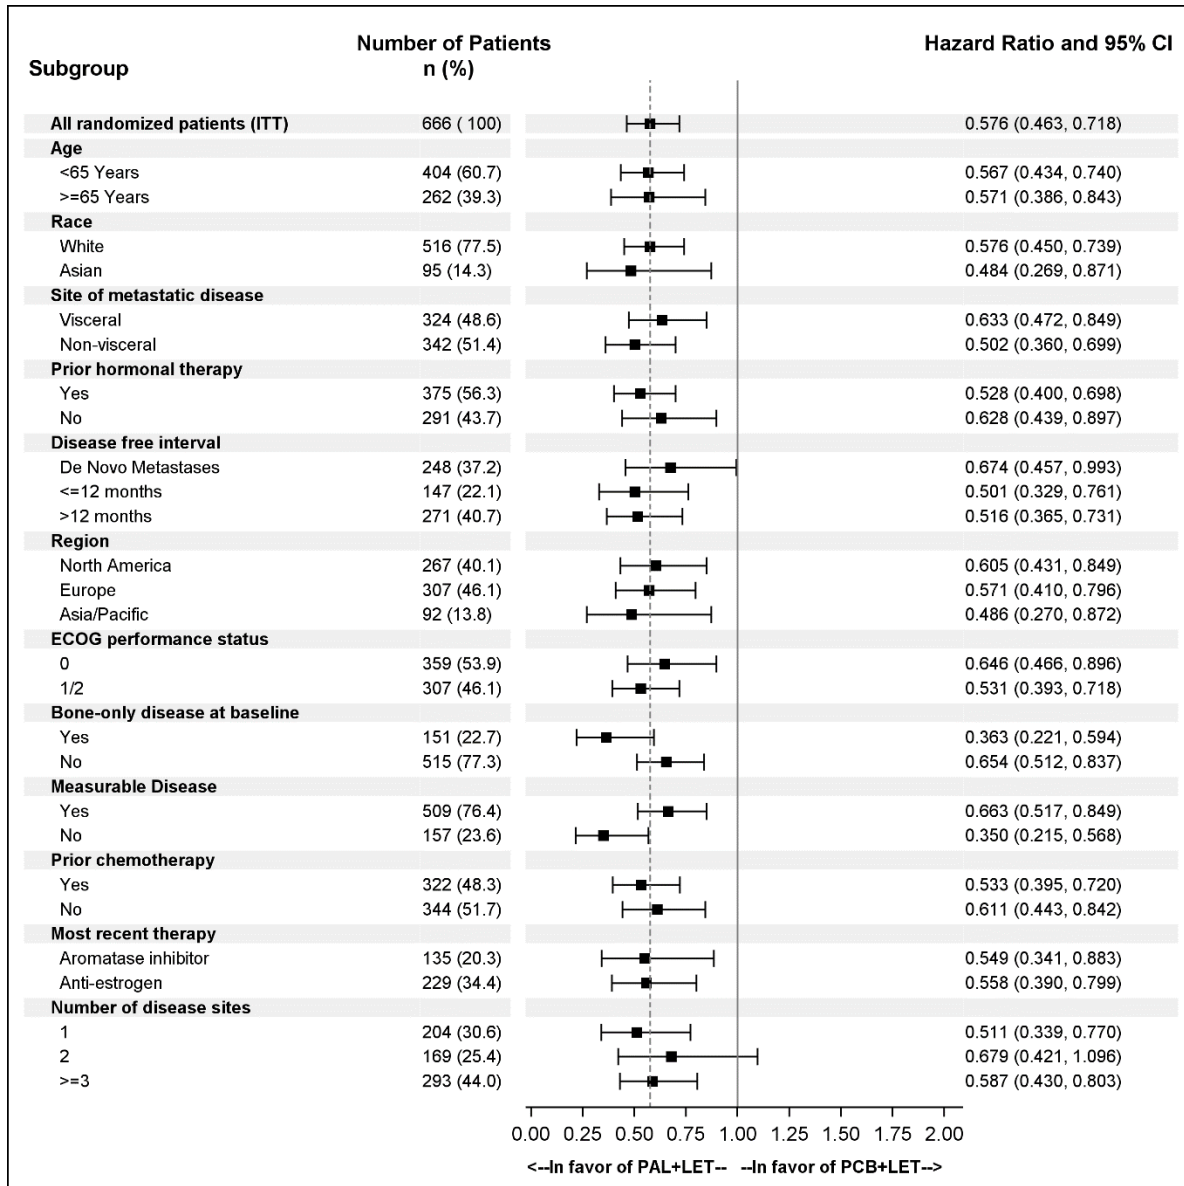 Number of Patients Hazard Ratio and 95% CI
Subgroup n (%)
All randomized patients (ITT) 666 ( 100) 0.576 (0.463, 0.718)
Age
<65 Years 404 (60.7) 0.567 (0.434, 0.740)
>=65 Years 262 (39.3) 0.571 (0.386, 0.843)
Race
White 516 (77.5) 0.576 (0.450, 0.739)
Asian 95 (14.3) 0.484 (0.269, 0.871)
Site of metastatic disease
Visceral 324 (48.6) 0.633 (0.472, 0.849)
Non-visceral 342 (51.4) 0.502 (0.360, 0.699)
Prior hormonal therapy
Yes 375 (56.3) 0.528 (0.400, 0.698)
No 291 (43.7) 0.628 (0.439, 0.897)
Disease free interval
De Novo Metastases 248 (37.2) 0.674 (0.457, 0.993)
<=12 months 147 (22.1) 0.501 (0.329, 0.761)
>12 months 271 (40.7) 0.516 (0.365, 0.731)
Region
North America 267 (40.1) 0.605 (0.431, 0.849)
Europe 307 (46.1) 0.571 (0.410, 0.796)
Asia/Pacific 92 (13.8) 0.486 (0.270, 0.872)
ECOG performance status
0 359 (53.9) 0.646 (0.466, 0.896)
1/2 307 (46.1) 0.531 (0.393, 0.718)
Bone-only disease at baseline
Yes 151 (22.7) 0.363 (0.221, 0.594)
No 515 (77.3) 0.654 (0.512, 0.837)
Measurable Disease
Yes 509 (76.4) 0.663 (0.517, 0.849)
No 157 (23.6) 0.350 (0.215, 0.568)
Prior chemotherapy
Yes 322 (48.3) 0.533 (0.395, 0.720)
No 344 (51.7) 0.611 (0.443, 0.842)
Most recent therapy
Aromatase inhibitor 135 (20.3) 0.549 (0.341, 0.883)
Anti-estrogen 229 (34.4) 0.558 (0.390, 0.799)
Number of disease sites
1 204 (30.6) 0.511 (0.339, 0.770)
2 169 (25.4) 0.679 (0.421, 1.096)
>=3 293 (44.0) 0.587 (0.430, 0.803)
0.00 0.25 0.50 0.75 1.00 1.25 1.50 1.75 2.00
<--In favor of PAL+LET-- --In favor of PCB+LET-->